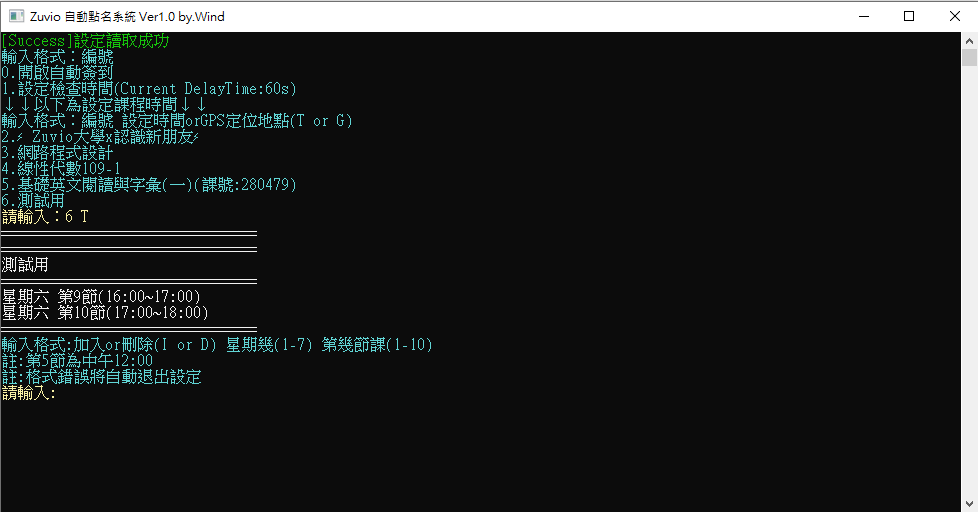 Zuvio 自動點名系統 Ver1.0 by.Wind
[Success]設定讀取成功
輸入格式：編號
0.開啟自動簽到
1.設定檢查時間(Current DelayTime:60s)
↓↓以下為設定課程時間↓↓
輸入格式：編號 設定時間orGPS定位地點(T or G)
2.⚡ Zuvio大學x認識新朋友⚡
3.網路程式設計
4.線性代數109-1
5.基礎英文閱讀與字彙(一)(課號:280479)
6.測試用
請輸入：6 T
================================
================================
測試用
================================
星期六 第9節(16:00~17:00)
星期六 第10節(17:00~18:00)
================================
輸入格式:加入or刪除(I or D) 星期幾(1-7) 第幾節課(1-10)
註:第5節為中午12:00
註:格式錯誤將自動退出設定
請輸入: